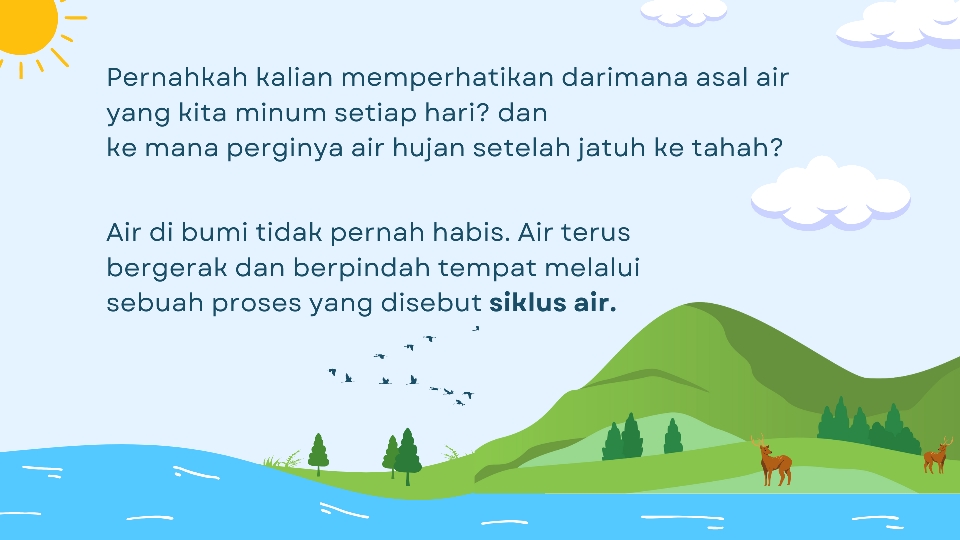 Pernahkah kalian memperhatikan darimana asal air
yang kita minum setiap hari? dan
ke mana perginya air hujan setelah jatuh ke tahah?
Air di bumi tidak pernah habis. Air terus
bergerak dan berpindah tempat melalui
sebuah proses yang disebut siklus air.